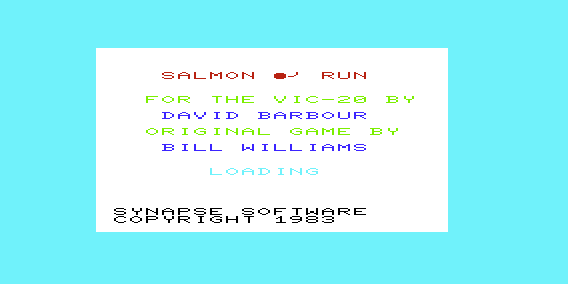 SALMON RUN
FOR THE VIC-20 BY
DAVID BARBOUR
ORIGINAL GAME BY
BILL WILLIAMS
LOADING
SYNAPSE SOFTWARE
COPYRIGHT 1983